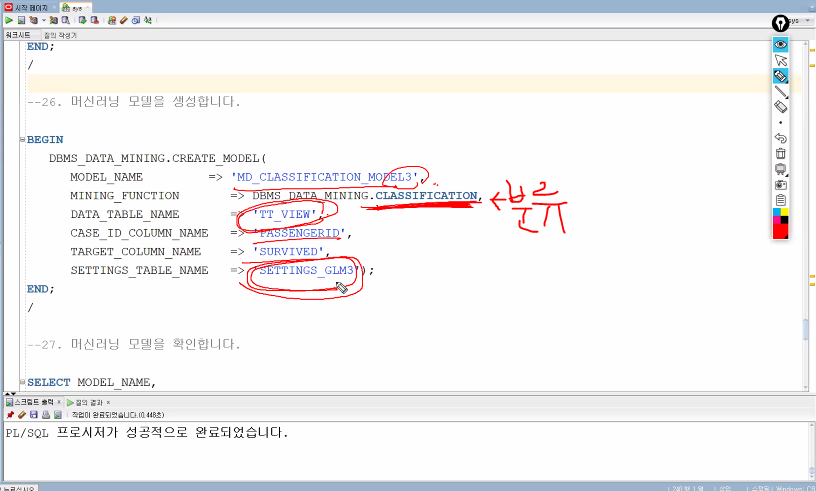 시작 페이지 sys
sys
워크시트 질의 작성기
END;
/
--26. 머신러닝 모델을 생성합니다.
BEGIN
DBMS_DATA_MINING.CREATE_MODEL(
MODEL_NAME => 'MD_CLASSIFICATION_MODEL3',
MINING_FUNCTION => DBMS_DATA_MINING.CLASSIFICATION,
분류
DATA_TABLE_NAME => 'TT_VIEW',
CASE_ID_COLUMN_NAME => 'PASSENGERID',
TARGET_COLUMN_NAME => 'SURVIVED',
SETTINGS_TABLE_NAME => 'SETTINGS_GLM3');
END;
/
--27. 머신러닝 모델을 확인합니다.
SELECT MODEL_NAME,
스크립트 출력 x 질의 결과 x
작업이 완료되었습니다.(0.448초)
PL/SQL 프로시저가 성공적으로 완료되었습니다.